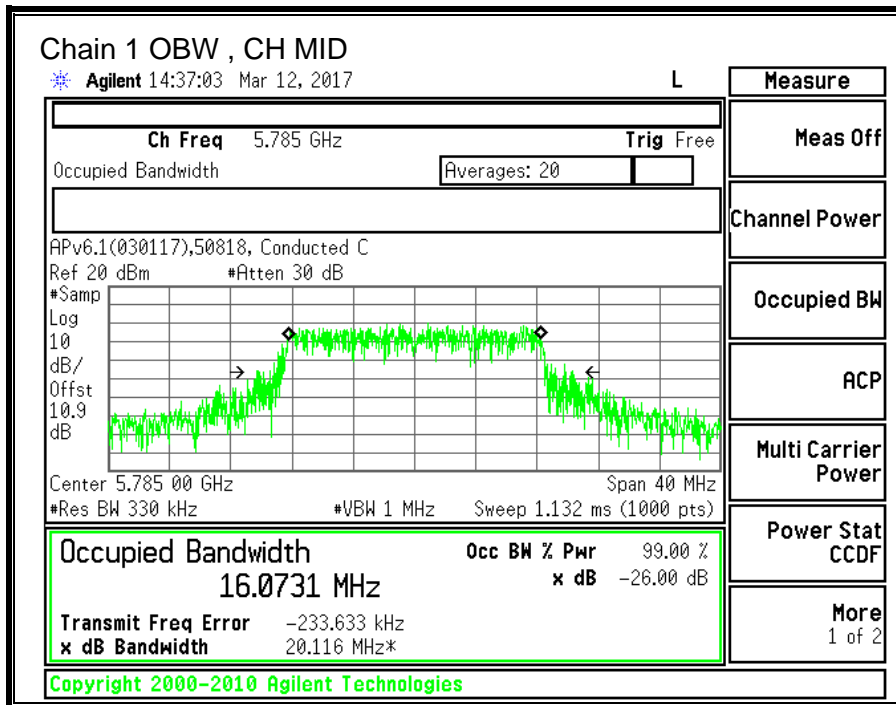 Chain 1 OBW , CH MID
Agilent 14:37:03 Mar 12, 2017 L
Measure
Ch Freq 5.785 GHz Trig Free
Meas Off
Occupied Bandwidth Averages: 20
Channel Power
APv6.1(030117),50818, Conducted C
Ref 20 dBm #Atten 30 dB
#Samp
Log
10
dB/
Offst
10.9
dB
Occupied BW
ACP
Multi Carrier
Power
Center 5.785 00 GHz Span 40 MHz
#Res BW 330 kHz #VBW 1 MHz Sweep 1.132 ms (1000 pts)
Power Stat
CCDF
Occupied Bandwidth Occ BW % Pwr 99.00 %
16.0731 MHz x dB -26.00 dB
Transmit Freq Error -233.633 kHz
x dB Bandwidth 20.116 MHz*
More
1 of 2
Copyright 2000-2010 Agilent Technologies